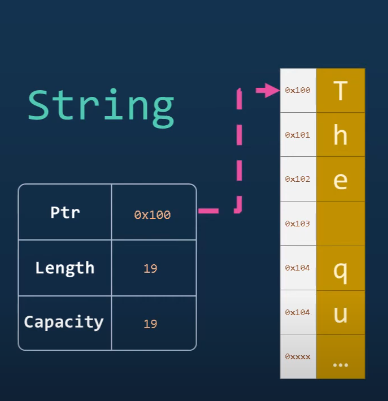 String
Ptr 0x100
Length 19
Capacity 19
0x100 T
0x101 h
0x102 e
0x103
0x104 q
0x104 u
0xxxx ...